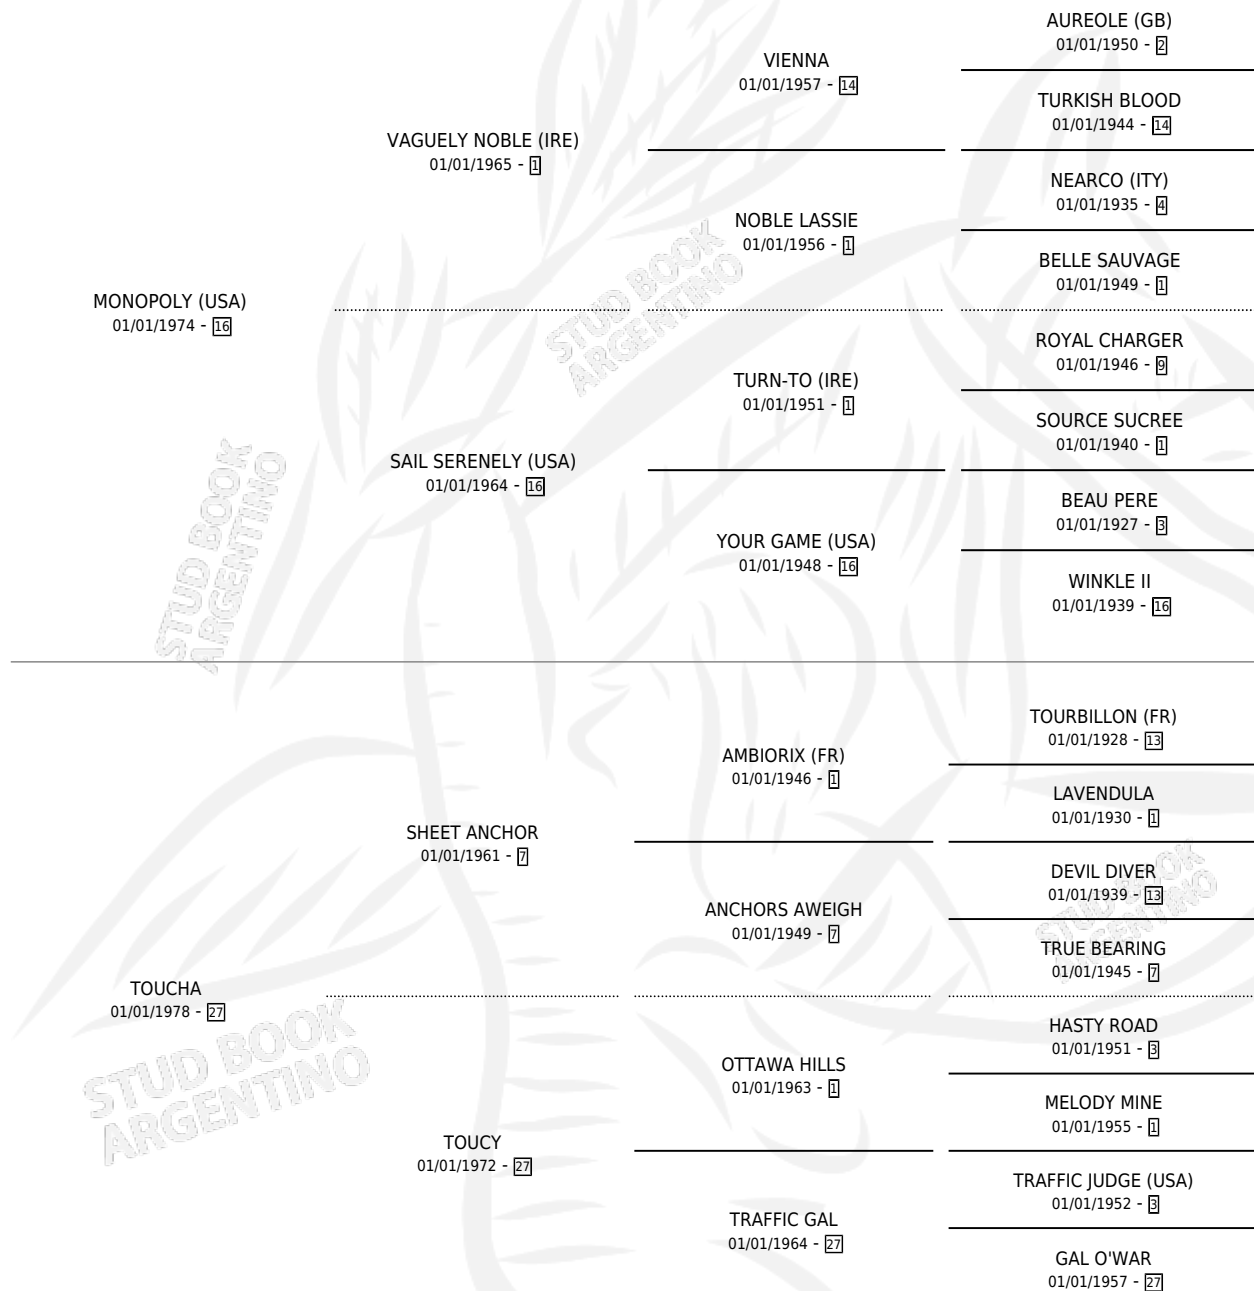 AUREOLE (GB)
01/01/1950 - 2
VIENNA
01/01/1957 - 14
TURKISH BLOOD
01/01/1944 - 14
VAGUELY NOBLE (IRE)
01/01/1965 - 1
NEARCO (ITY)
01/01/1935 - 4
NOBLE LASSIE
01/01/1956 - 1
BELLE SAUVAGE
01/01/1949 - 1
MONOPOLY (USA)
01/01/1974 - 16
ROYAL CHARGER
01/01/1946 - 9
TURN-TO (IRE)
01/01/1951 - 1
SOURCE SUCREE
01/01/1940 - 1
SAIL SERENELY (USA)
01/01/1964 - 16
BEAU PERE
01/01/1927 - 3
YOUR GAME (USA)
01/01/1948 - 16
WINKLE II
01/01/1939 - 16
TOURBILLON (FR)
01/01/1928 - 13
AMBIORIX (FR)
01/01/1946 - 1
LAVENDULA
01/01/1930 - 1
SHEET ANCHOR
01/01/1961 - 7
DEVIL DIVER
01/01/1939 - 13
ANCHORS AWEIGH
01/01/1949 - 7
TRUE BEARING
01/01/1945 - 7
TOUCHA
01/01/1978 - 27
HASTY ROAD
01/01/1951 - 3
OTTAWA HILLS
01/01/1963 - 1
MELODY MINE
01/01/1955 - 1
TOUCY
01/01/1972 - 27
TRAFFIC JUDGE (USA)
01/01/1952 - 3
TRAFFIC GAL
01/01/1964 - 27
GAL O'WAR
01/01/1957 - 27
STUD BOOK
ARGENTINO
STUD BOOK
ARGENTINO
STUD BOOK
ARGENTINO
STUD BOOK
ARGENTINO